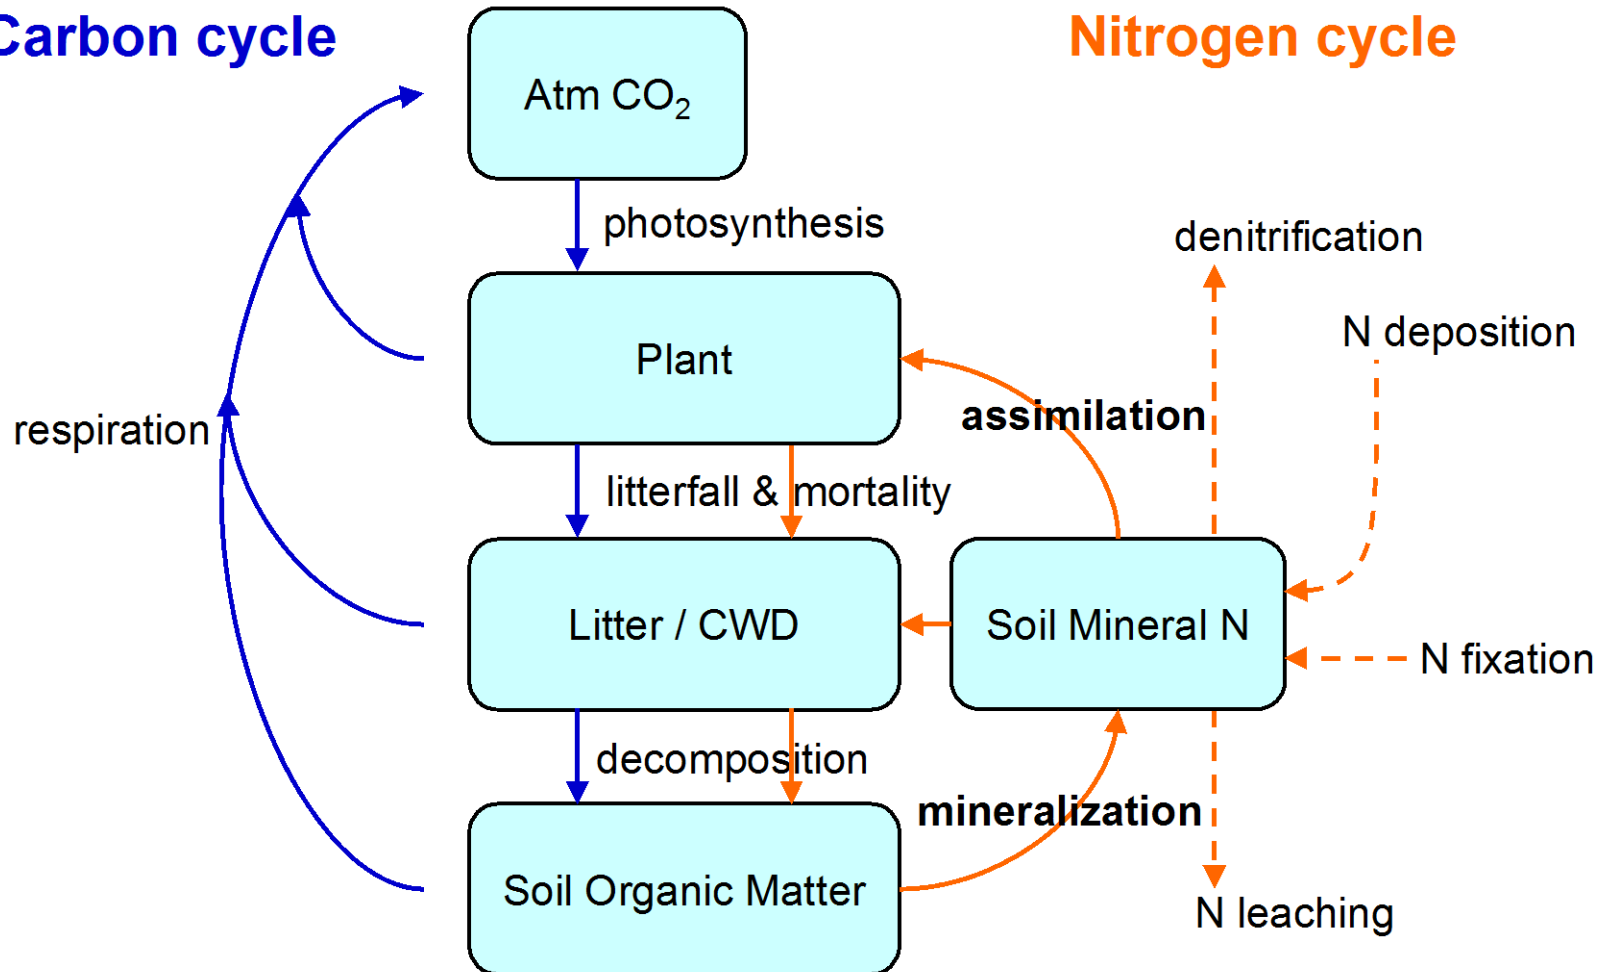 Carbon cycle
Nitrogen cycle
Atm CO₂
photosynthesis
denitrification
N deposition
Plant
assimilation
respiration
litterfall & mortality
Litter / CWD
Soil Mineral N
N fixation
decomposition
mineralization
Soil Organic Matter
N leaching